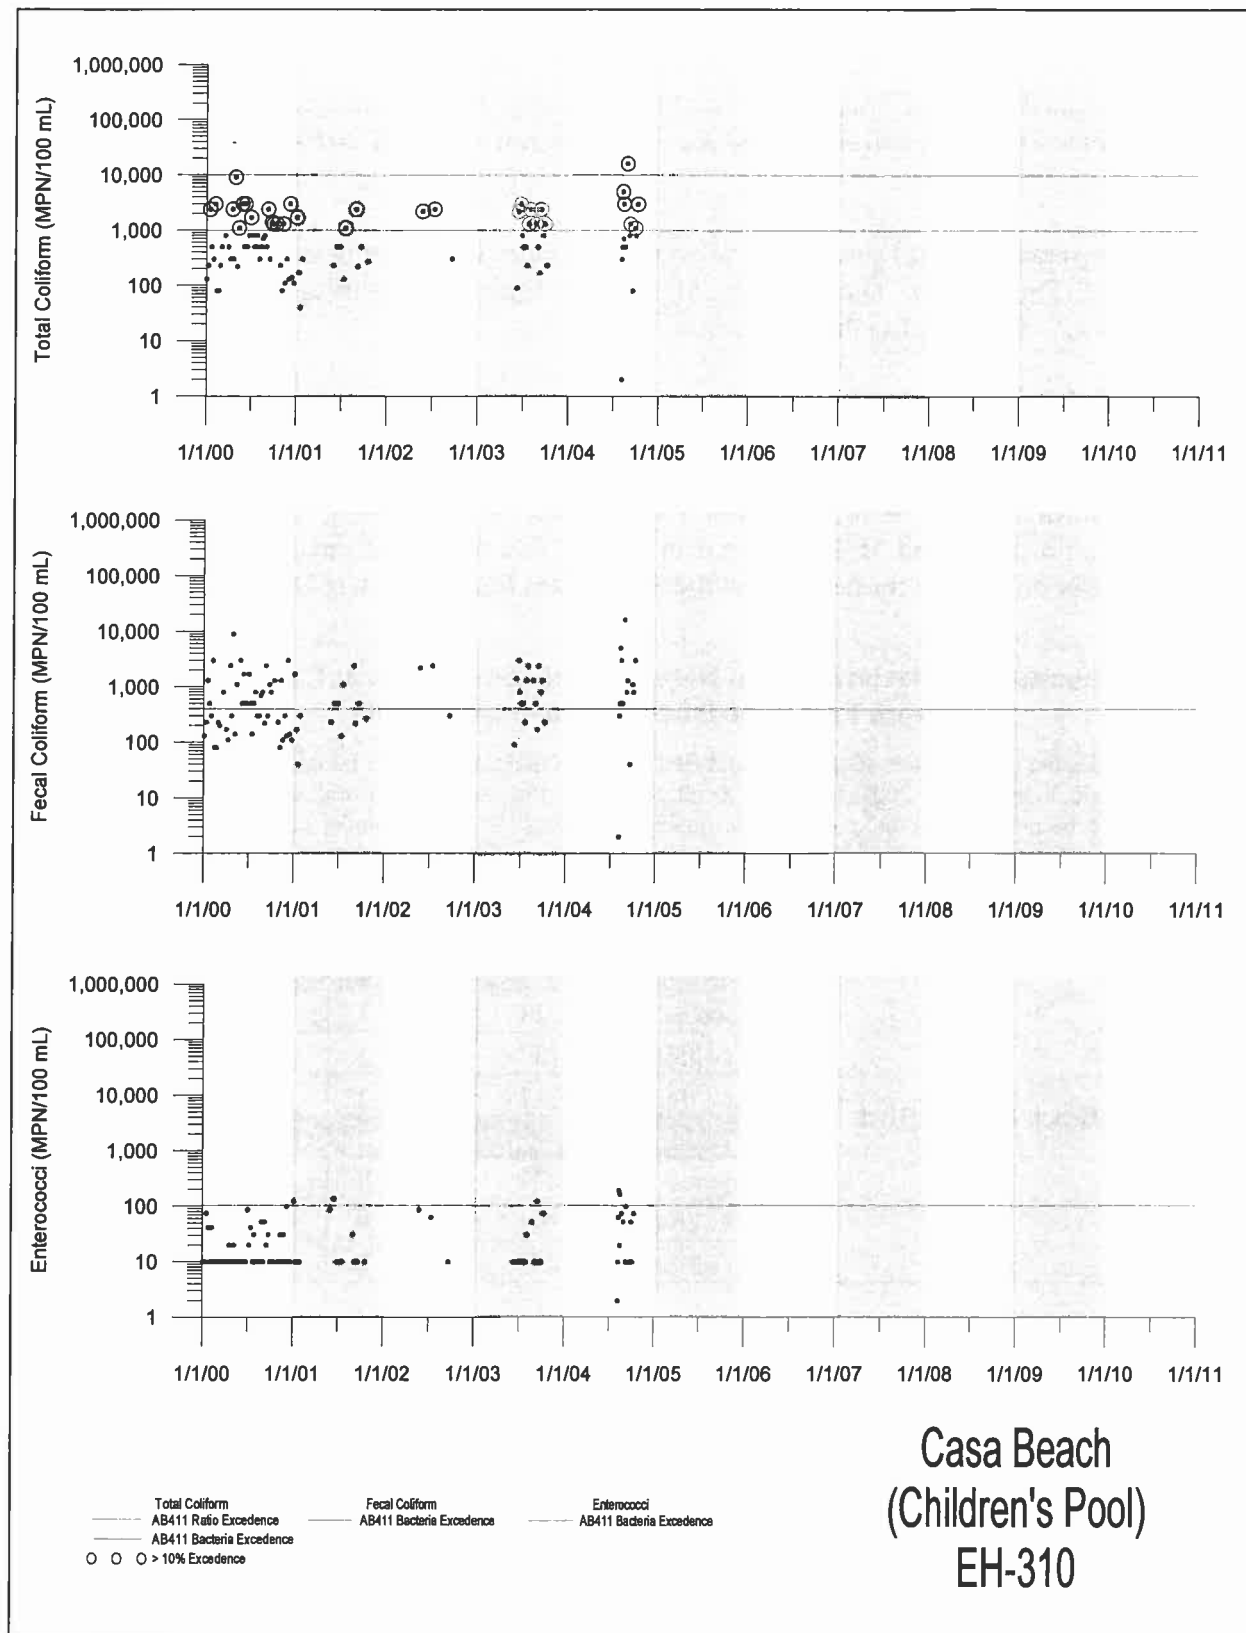 Total Coliform (MPN/100 mL)
1,000,000
100,000
10,000
1,000
100
10
1
1/1/00 1/1/01 1/1/02 1/1/03 1/1/04 1/1/05 1/1/06 1/1/07 1/1/08 1/1/09 1/1/10 1/1/11
Fecal Coliform (MPN/100 mL)
1,000,000
100,000
10,000
1,000
100
10
1
1/1/00 1/1/01 1/1/02 1/1/03 1/1/04 1/1/05 1/1/06 1/1/07 1/1/08 1/1/09 1/1/10 1/1/11
Enterococci (MPN/100 mL)
1,000,000
100,000
10,000
1,000
100
10
1
1/1/00 1/1/01 1/1/02 1/1/03 1/1/04 1/1/05 1/1/06 1/1/07 1/1/08 1/1/09 1/1/10 1/1/11
Total Coliform
AB411 Ratio Excedence
AB411 Bacteria Excedence
> 10% Excedence
Fecal Coliform
AB411 Bacteria Excedence
Enterococci
AB411 Bacteria Excedence
Casa Beach
(Children's Pool)
EH-310